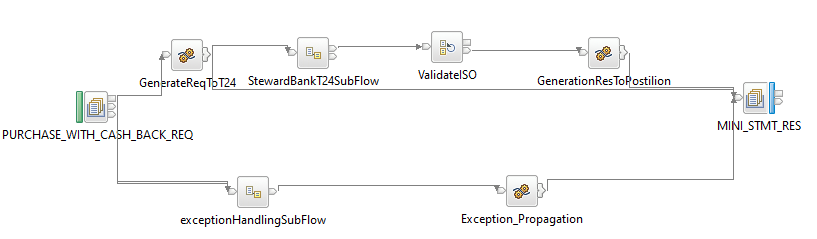 GenerateReqToT24
StewardBankT24SubFlow
ValidateISO
GenerationResToPostilion
PURCHASE_WITH_CASH_BACK_REQ
MINI_STMT_RES
exceptionHandlingSubFlow
Exception_Propagation